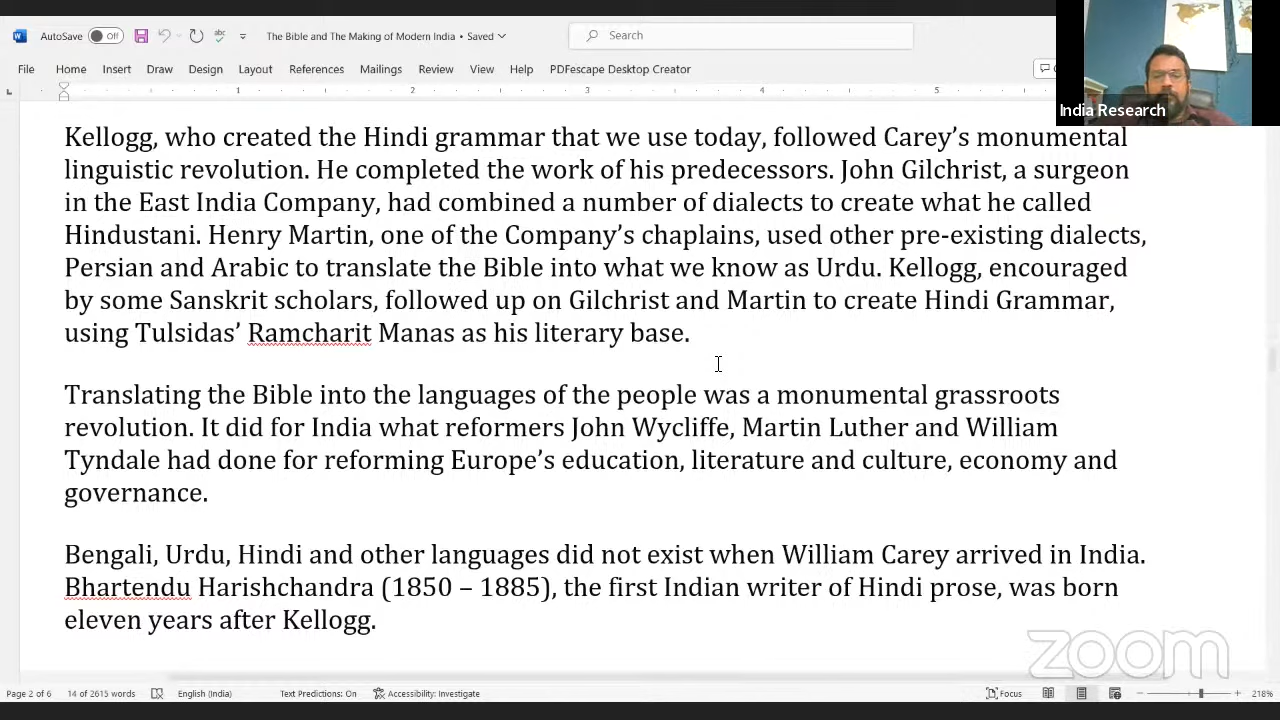 AutoSave Off The Bible and The Making of Modern India • Saved Search
File Home Insert Draw Design Layout References Mailings Review View Help PDFescape Desktop Creator
India Research
1 2 3 4 5
Kellogg, who created the Hindi grammar that we use today, followed Carey’s monumental
linguistic revolution. He completed the work of his predecessors. John Gilchrist, a surgeon
in the East India Company, had combined a number of dialects to create what he called
Hindustani. Henry Martin, one of the Company’s chaplains, used other pre-existing dialects,
Persian and Arabic to translate the Bible into what we know as Urdu. Kellogg, encouraged
by some Sanskrit scholars, followed up on Gilchrist and Martin to create Hindi Grammar,
using Tulsidas’ Ramcharit Manas as his literary base.
Translating the Bible into the languages of the people was a monumental grassroots
revolution. It did for India what reformers John Wycliffe, Martin Luther and William
Tyndale had done for reforming Europe’s education, literature and culture, economy and
governance.
Bengali, Urdu, Hindi and other languages did not exist when William Carey arrived in India.
Bhartendu Harishchandra (1850 – 1885), the first Indian writer of Hindi prose, was born
eleven years after Kellogg.
zoom
Page 2 of 6 14 of 2615 words English (India) Text Predictions: On Accessibility: Investigate Focus 218%